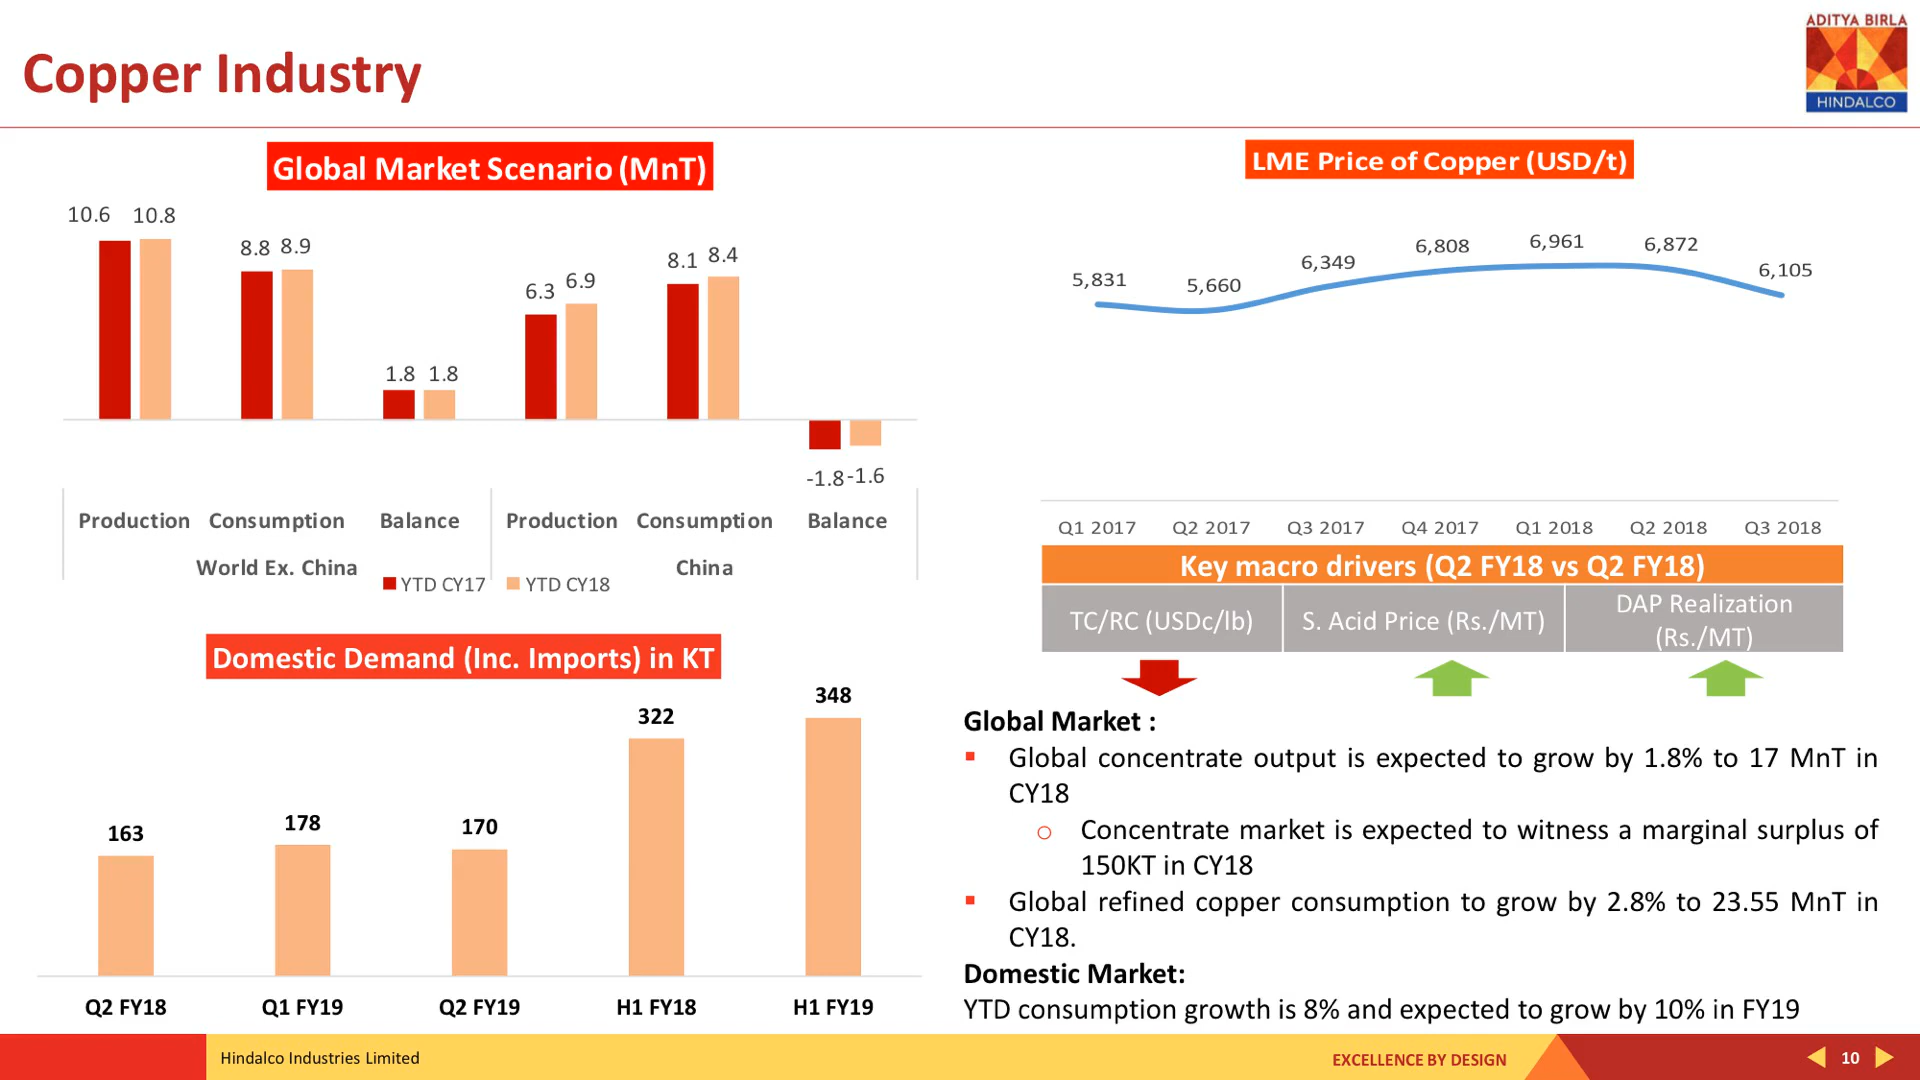 Copper Industry
ADITYA BIRLA
HINDALCO
Global Market Scenario (MnT)
10.6 10.8
8.8 8.9
1.8 1.8
6.3 6.9
8.1 8.4
-1.8 -1.6
Production Consumption Balance Production Consumption Balance
World Ex. China China
YTD CY17 YTD CY18
Domestic Demand (Inc. Imports) in KT
163 178 170 322 348
Q2 FY18 Q1 FY19 Q2 FY19 H1 FY18 H1 FY19
LME Price of Copper (USD/t)
5,831 5,660 6,349 6,808 6,961 6,872 6,105
Q1 2017 Q2 2017 Q3 2017 Q4 2017 Q1 2018 Q2 2018 Q3 2018
Key macro drivers (Q2 FY18 vs Q2 FY18)
TC/RC (USDc/lb) S. Acid Price (Rs./MT) DAP Realization
(Rs./MT)
Global Market :
Global concentrate output is expected to grow by 1.8% to 17 MnT in
CY18
Concentrate market is expected to witness a marginal surplus of
150KT in CY18
Global refined copper consumption to grow by 2.8% to 23.55 MnT in
CY18.
Domestic Market:
YTD consumption growth is 8% and expected to grow by 10% in FY19
Hindalco Industries Limited
EXCELLENCE BY DESIGN
10